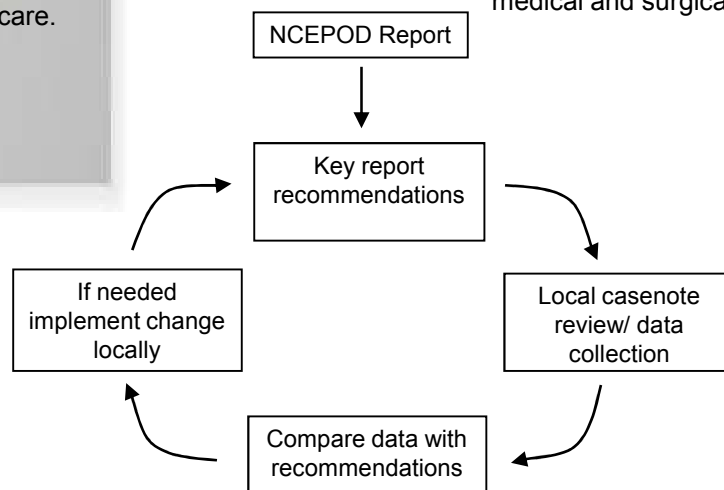 care.
medical and surgica
NCEPOD Report
Key report
recommendations
If needed
implement change
locally
Local casenote
review/ data
collection
Compare data with
recommendations